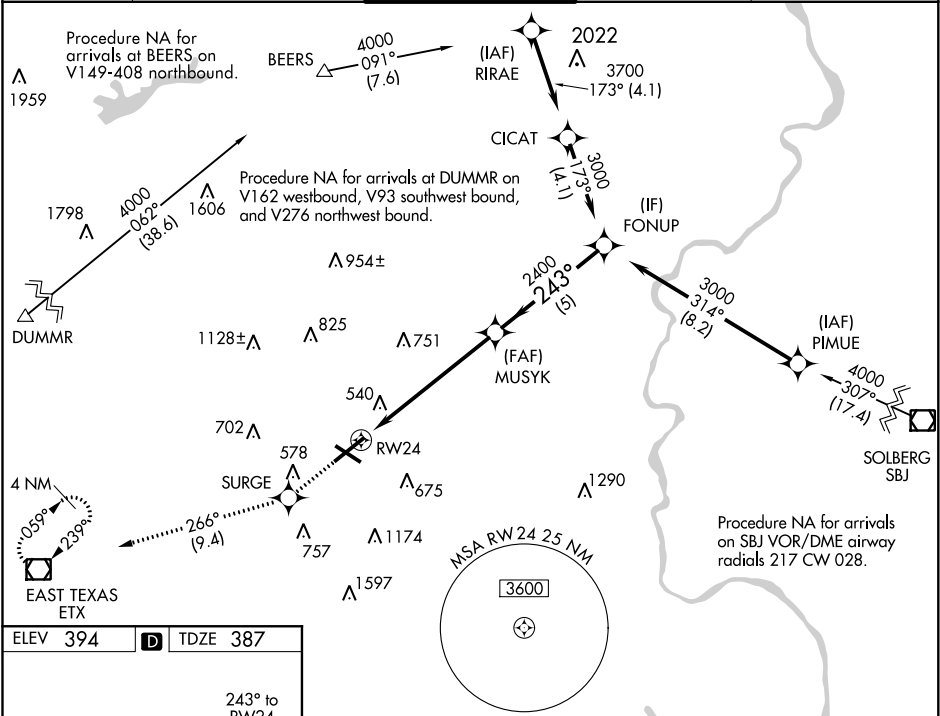 Procedure NA for
arrivals at BEERS on
V149-408 northbound.
1959
BEERS
4000
091°
(7.6)
(IAF)
RIRAE
2022
3700
173° (4.1)
CICAT
3000
173°
(4.1)
4000
062°
(38.6)
1606
1798
DUMMR
Procedure NA for arrivals at DUMMR on
V162 westbound, V93 southwest bound,
and V276 northwest bound.
(IF)
FONUP
954±
2400
243°
(5)
3000
314°
(8.2)
(IAF)
PIMUE
1128±
825
751
(FAF)
MUSYK
4000
307°
(17.4)
SOLBERG
SBJ
540
702
RW24
578
SURGE
675
1290
4 NM
059°
239°
266°
(9.4)
757
1174
1597
EAST TEXAS
ETX
Procedure NA for arrivals
on SBJ VOR/DME airway
radials 217 CW 028.
MSA RW24 25 NM
3600
ELEV 394 D TDZE 387
243° to
RW24